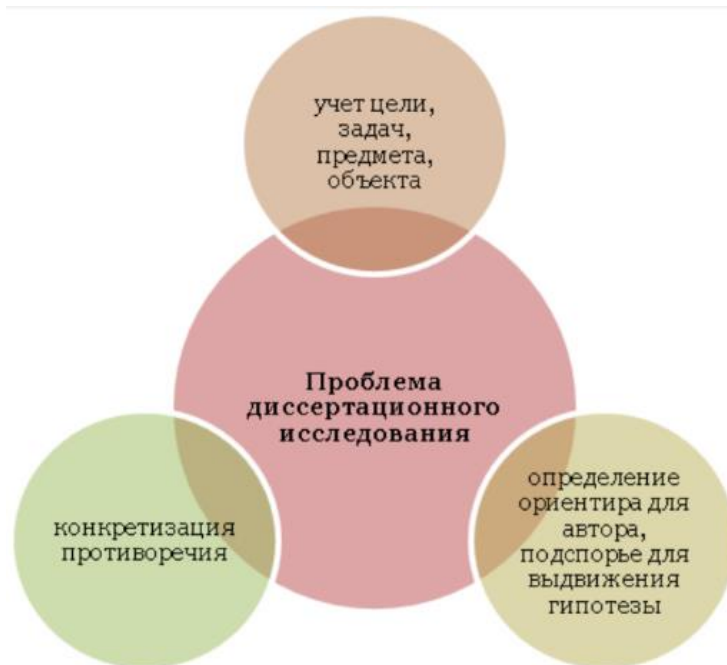 учет цели,
задач,
предмета,
объекта
Проблема
диссертационного
исследования
конкретизация
противоречия
определение
ориентира для
автора,
подспорье для
выдвижения
гипотезы